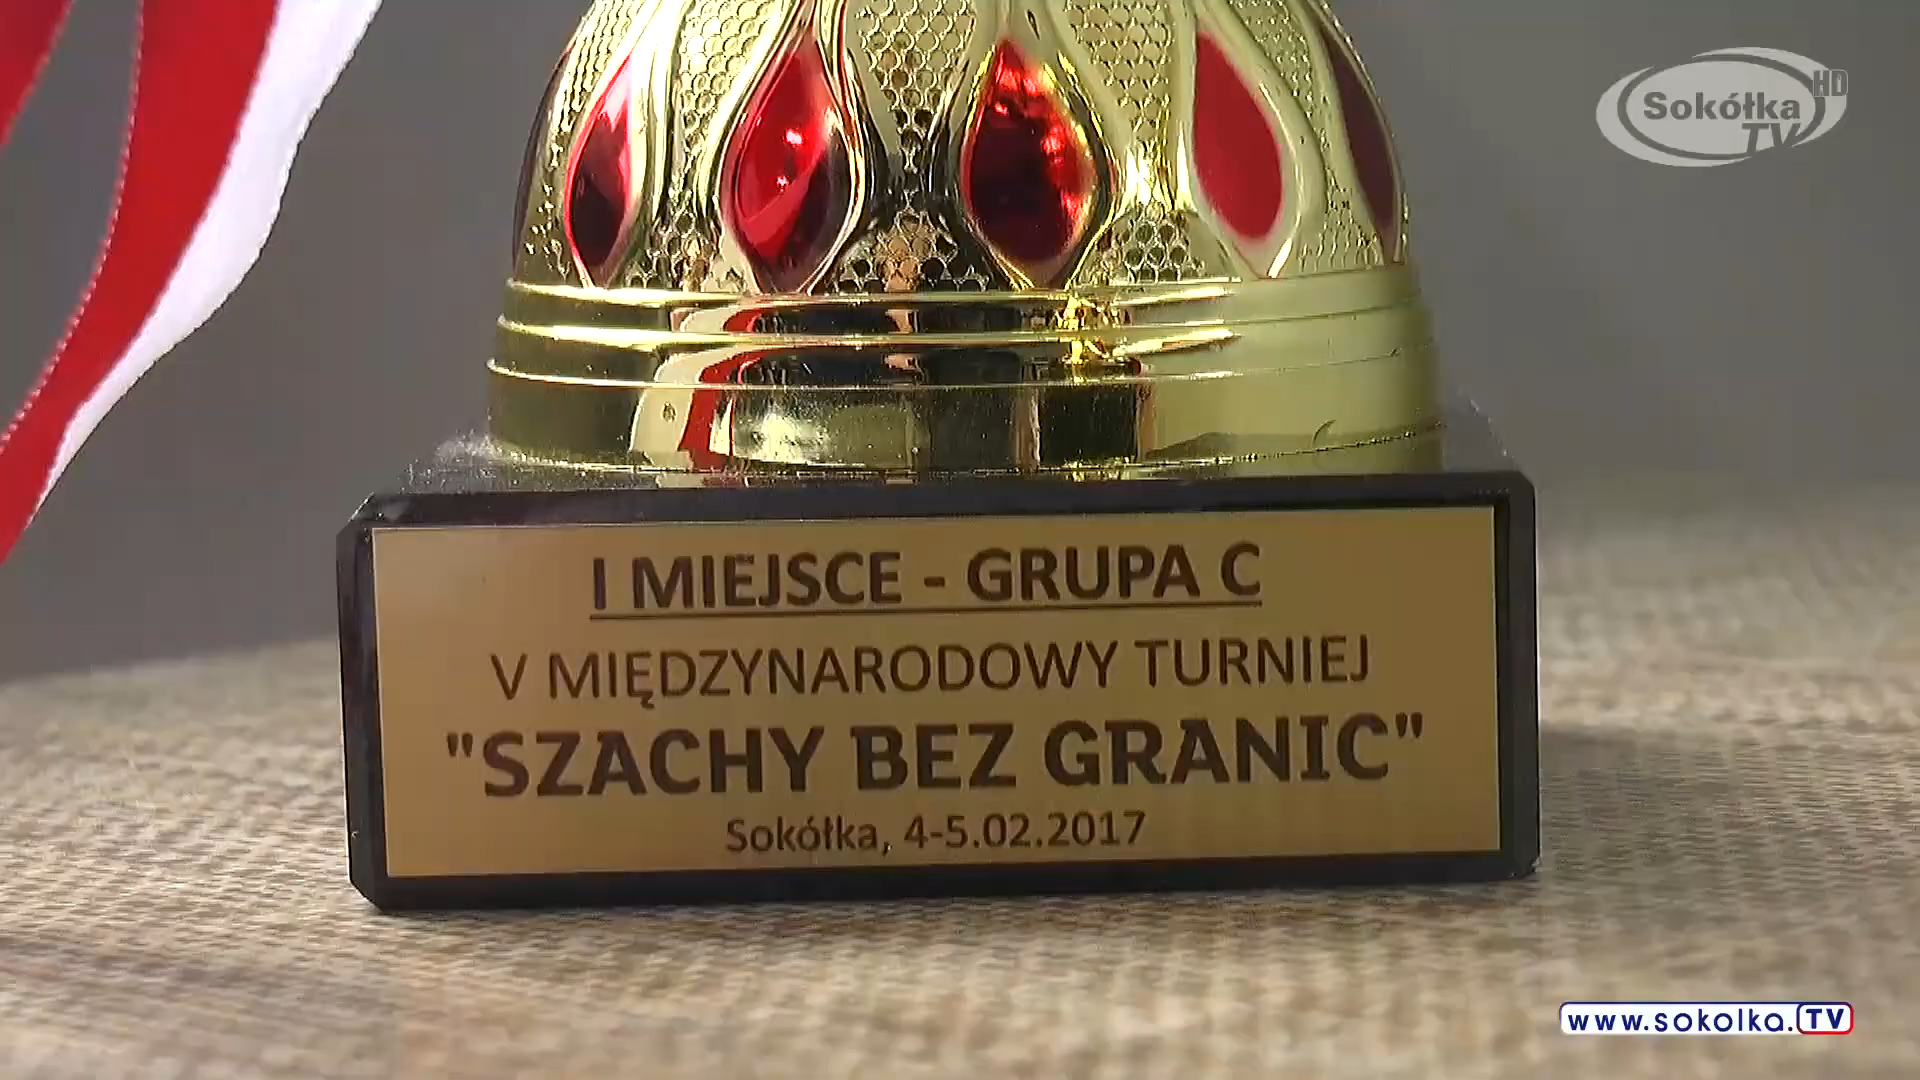 Sokółka HD
TV
I MIEJSCE - GRUPA C
V MIĘDZYNARODOWY TURNIEJ
"SZACHY BEZ GRANIC"
Sokółka, 4-5.02.2017
www.sokolka.TV